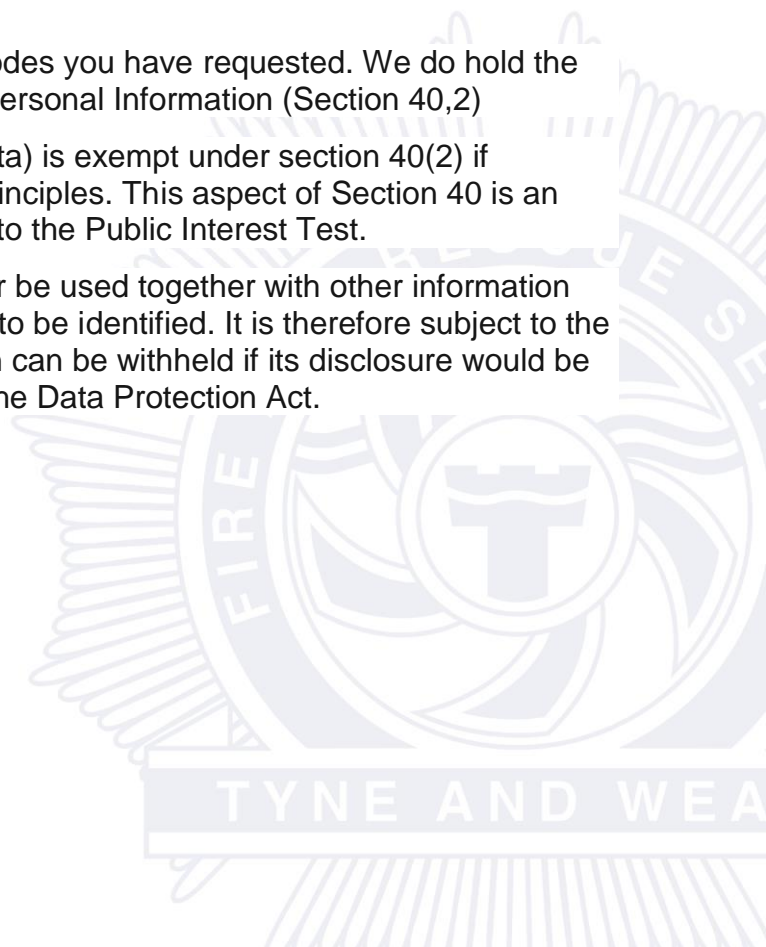 odes you have requested. We do hold the
ersonal Information (Section 40,2)
ta) is exempt under section 40(2) if
inciples. This aspect of Section 40 is an
to the Public Interest Test.
r be used together with other information
to be identified. It is therefore subject to the
n can be withheld if its disclosure would be
he Data Protection Act.
FIRE
RESCUE SE
TYNE AND WEA